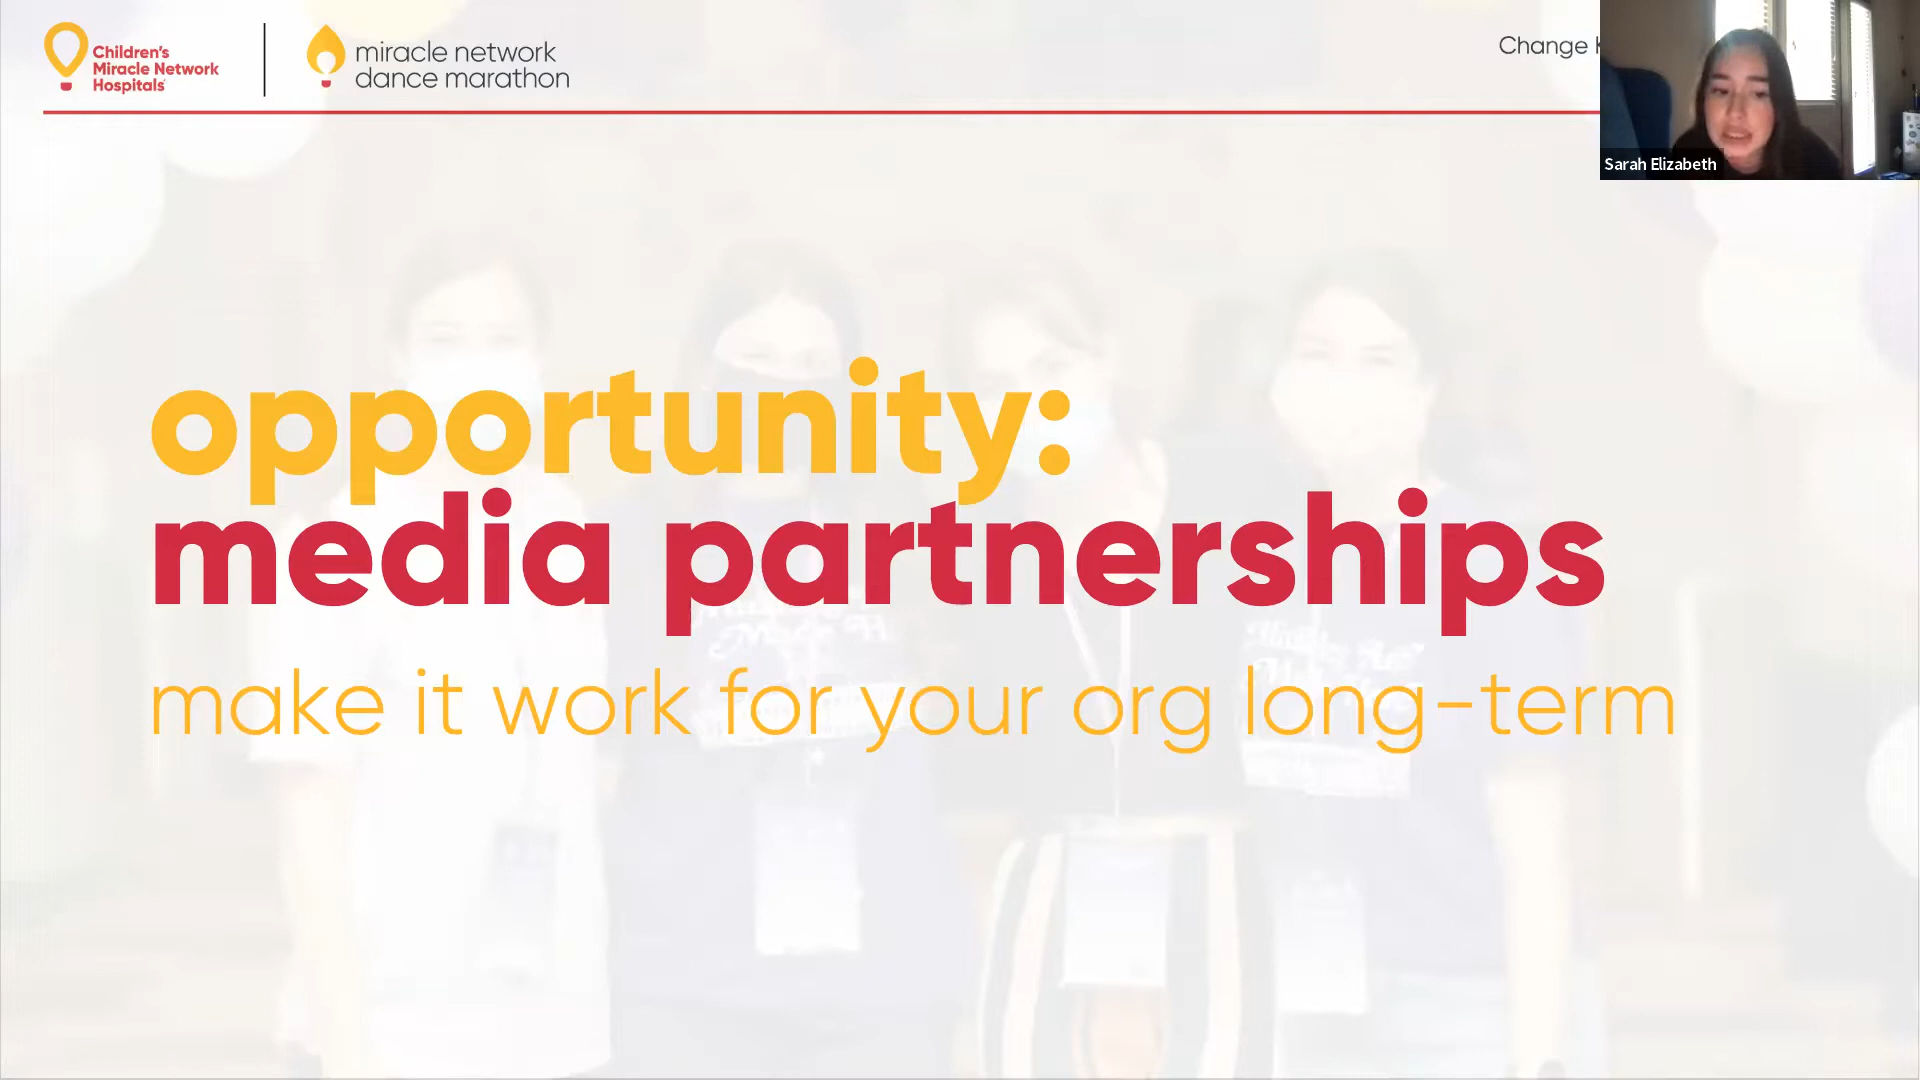 Children's
Miracle Network
Hospitals
miracle network
dance marathon
Change
Sarah Elizabeth
opportunity:
media partnerships
make it work for your org long-term